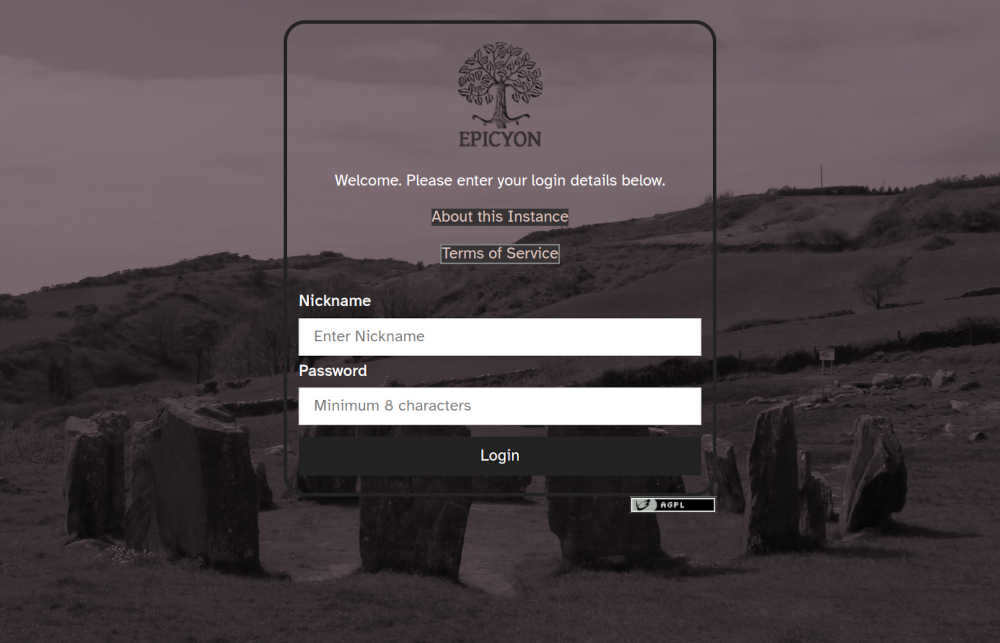 EPICYON
Welcome. Please enter your login details below.
About this Instance
Terms of Service
Nickname
Enter Nickname
Password
Minimum 8 characters
Login
AGPL